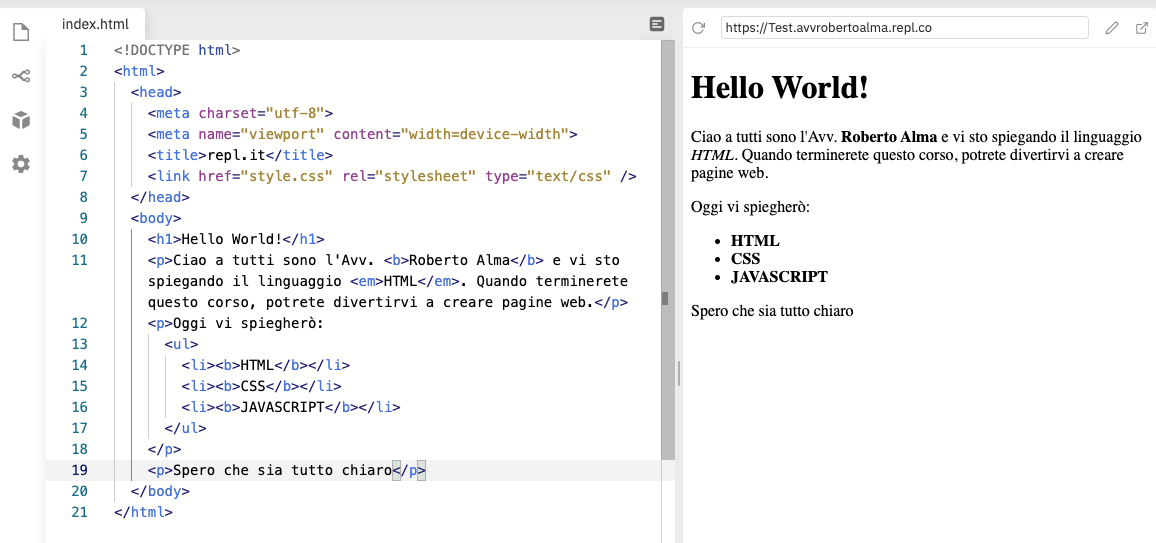 index.html
1 <!DOCTYPE html>
2 <html>
3 <head>
4 <meta charset="utf-8">
5 <meta name="viewport" content="width=device-width">
6 <title>repl.it</title>
7 <link href="style.css" rel="stylesheet" type="text/css" />
8 </head>
9 <body>
10 <h1>Hello World!</h1>
11 <p>Ciao a tutti sono l'Avv. <b>Roberto Alma</b> e vi sto
spiegando il linguaggio <em>HTML</em>. Quando terminerete
questo corso, potrete divertirvi a creare pagine web.</p>
12 <p>Oggi vi spiegherò:
13 <ul>
14 <li><b>HTML</b></li>
15 <li><b>CSS</b></li>
16 <li><b>JAVASCRIPT</b></li>
17 </ul>
18 </p>
19 <p>Spero che sia tutto chiaro</p>
20 </body>
21 </html>
https://Test.avvrobertoalma.repl.co
Hello World!
Ciao a tutti sono l'Avv. Roberto Alma e vi sto spiegando il linguaggio
HTML. Quando terminerete questo corso, potrete divertirvi a creare
pagine web.
Oggi vi spiegherò:
• HTML
• CSS
• JAVASCRIPT
Spero che sia tutto chiaro